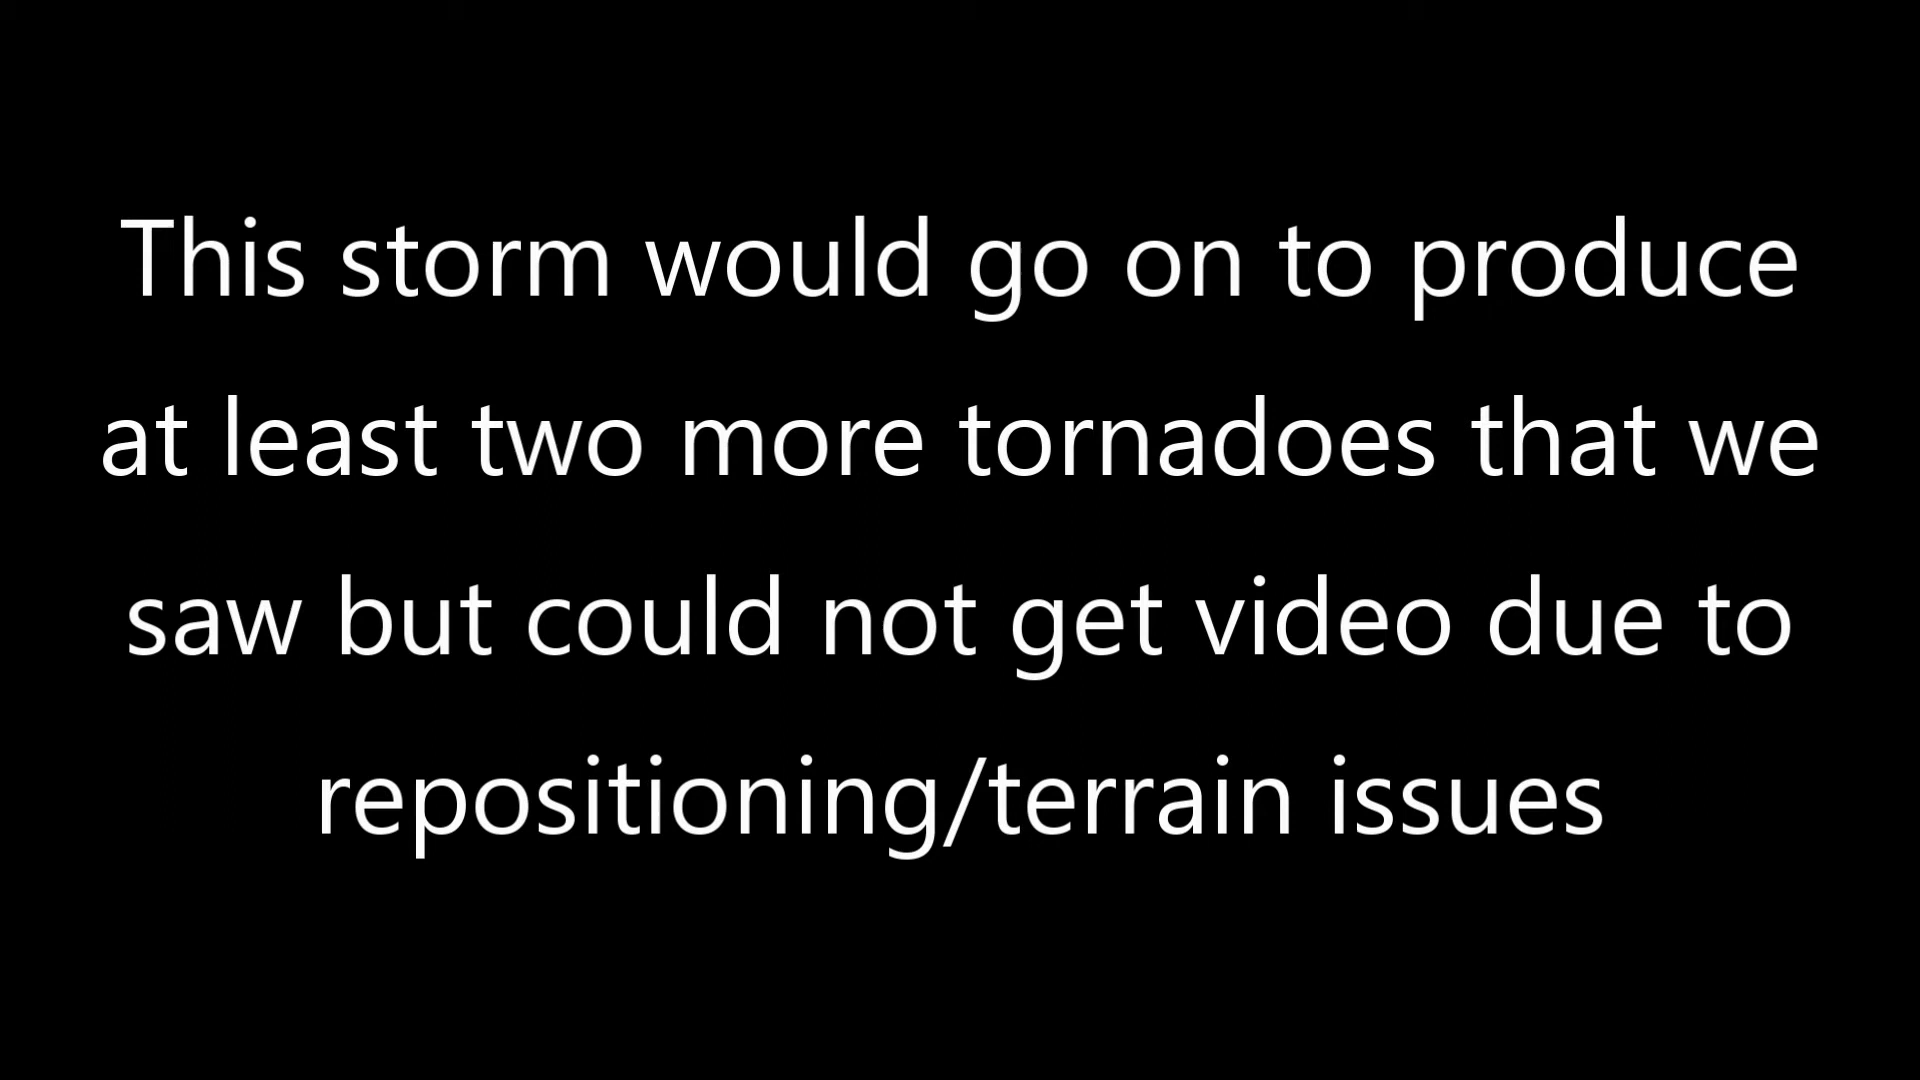 This storm would go on to produce
at least two more tornadoes that we
saw but could not get video due to
repositioning/terrain issues